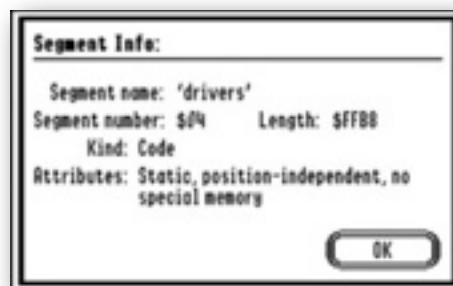 Segment Info:
Segment name: 'drivers'
Segment number: $04 Length: $FFB8
Kind: Code
Attributes: Static, position-independent, no
special memory
OK